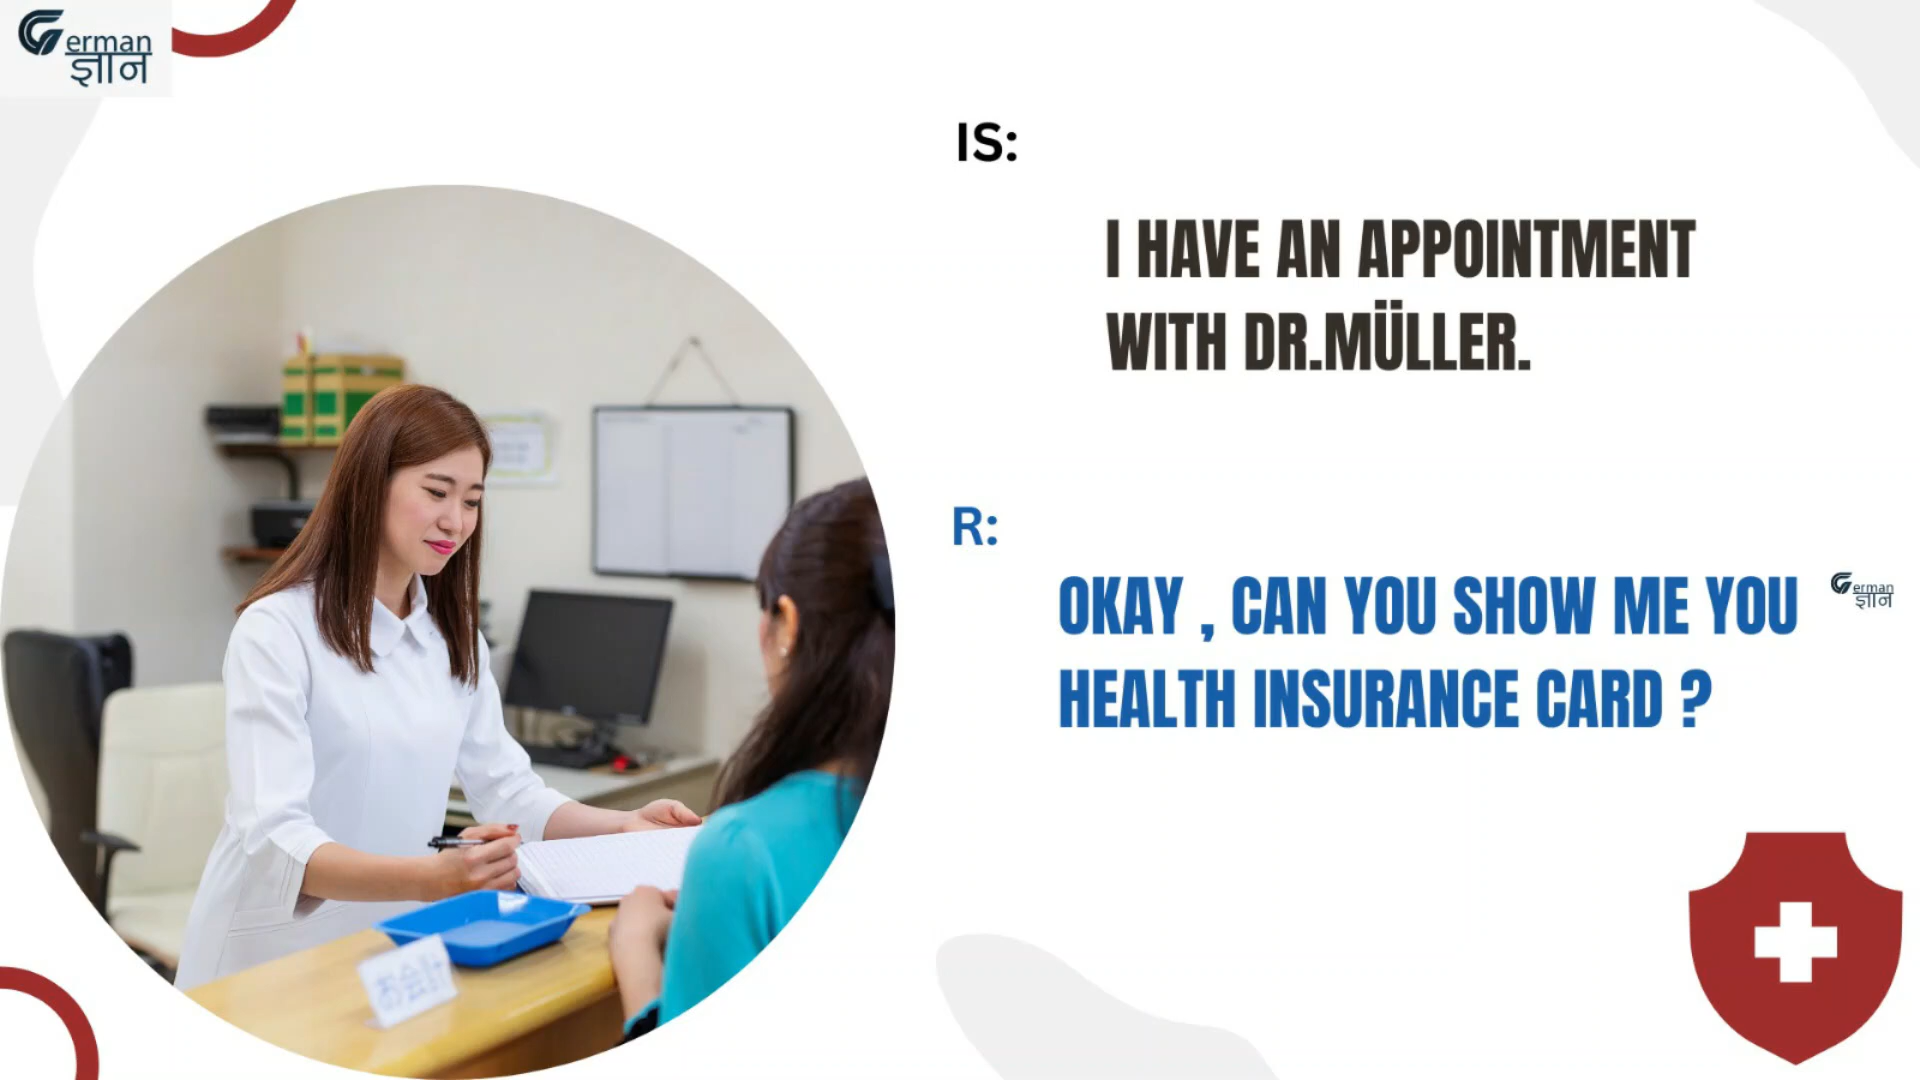 German
ज्ञान
IS:
I HAVE AN APPOINTMENT
WITH DR.MÜLLER.
R:
OKAY , CAN YOU SHOW ME YOU
HEALTH INSURANCE CARD ?
German
ज्ञान